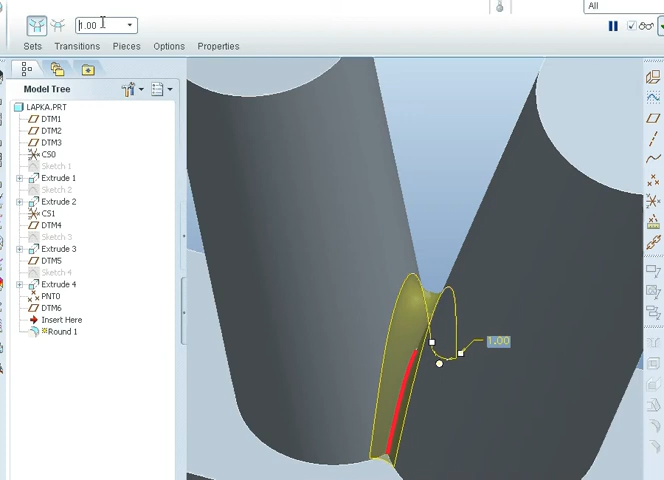 All
1.00
Sets Transitions Pieces Options Properties
Model Tree
LAPKA.PRT
DTM1
DTM2
DTM3
CS0
Sketch 1
Extrude 1
Sketch 2
Extrude 2
CS1
DTM4
Sketch 3
Extrude 3
DTM5
Sketch 4
Extrude 4
PNT0
DTM6
Insert Here
Round 1
1.00